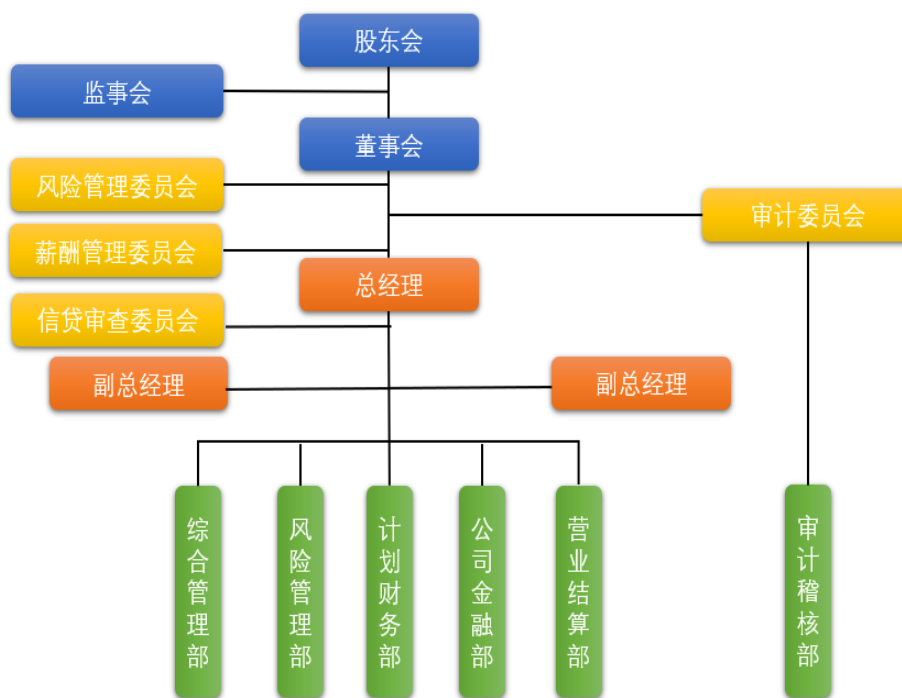 股东会
监事会
董事会
风险管理委员会
审计委员会
薪酬管理委员会
总经理
信贷审查委员会
副总经理
副总经理
综合管理部
风险管理部
计划财务部
公司金融部
营业结算部
审计稽核部